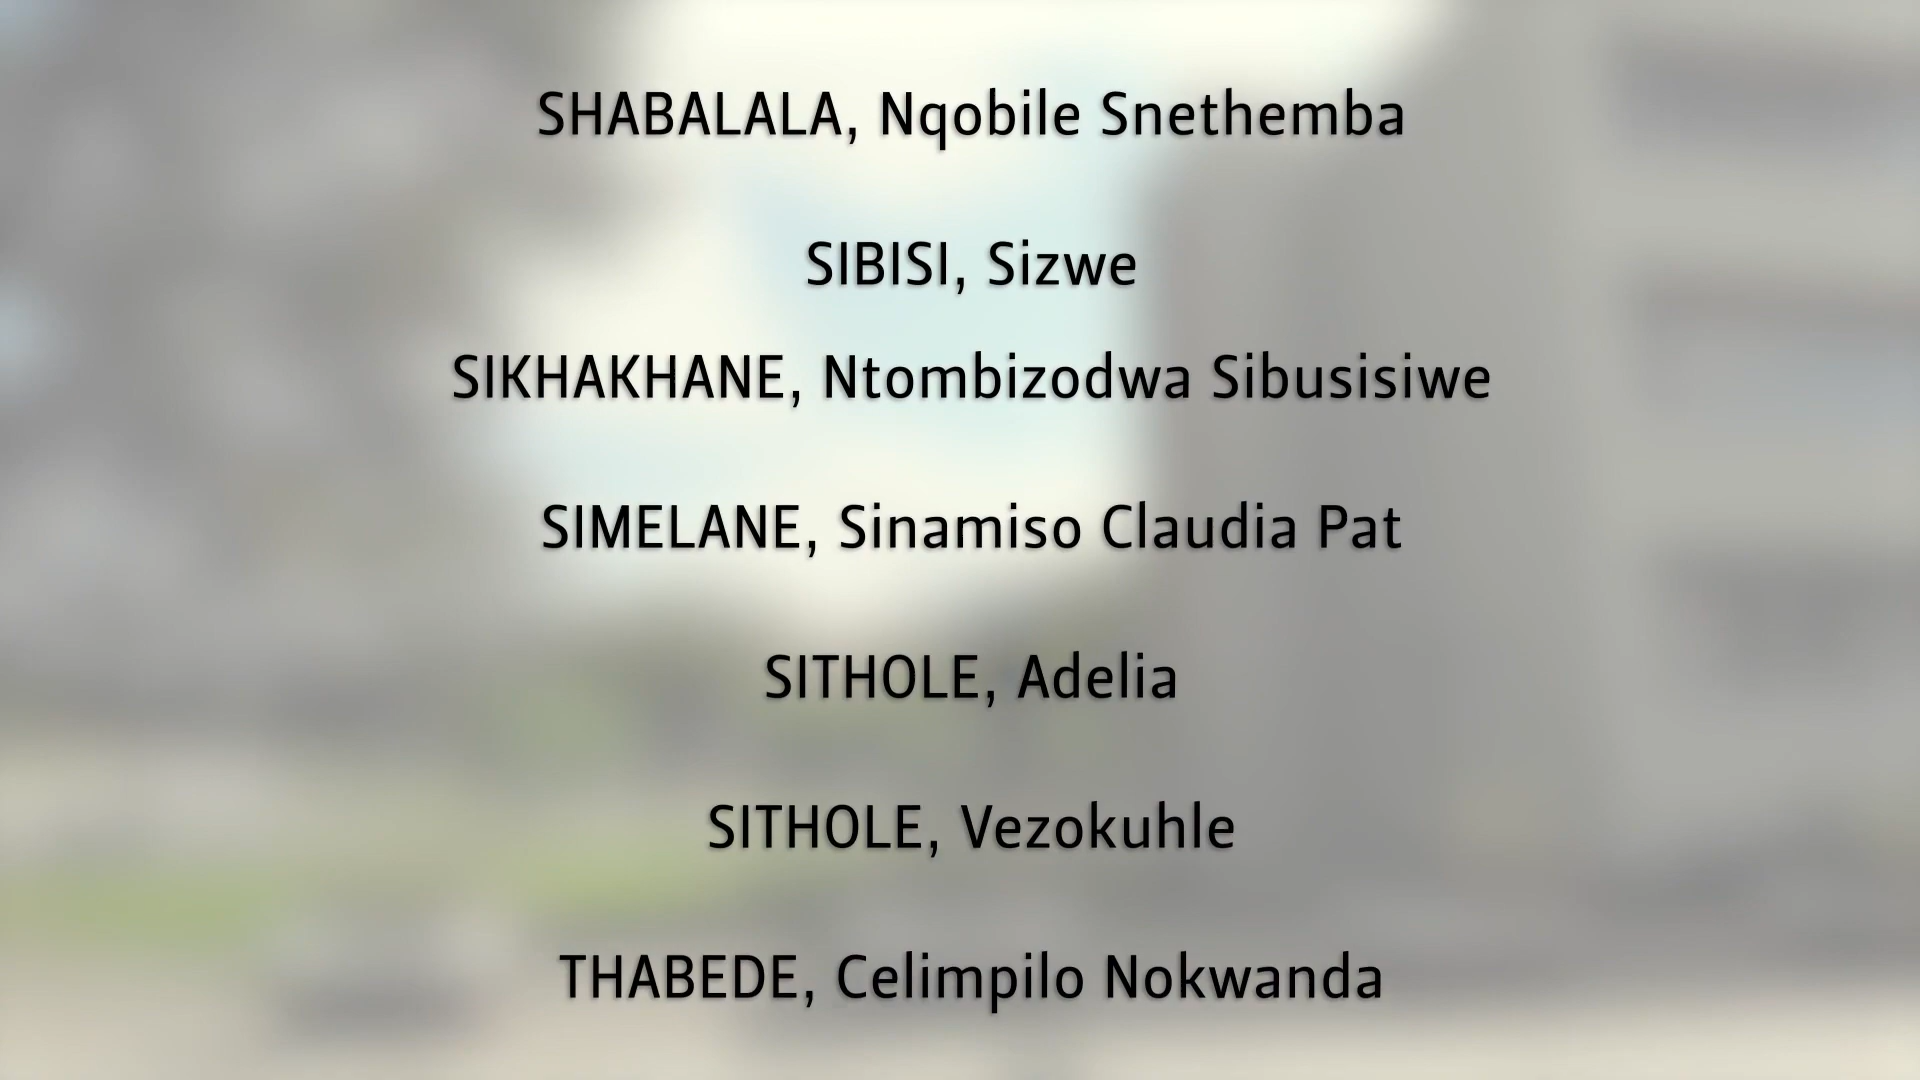 SHABALALA, Nqobile Snethemba
SIBISI, Sizwe
SIKHAKHANE, Ntombizodwa Sibusisiwe
SIMELANE, Sinamiso Claudia Pat
SITHOLE, Adelia
SITHOLE, Vezokuhle
THABEDE, Celimpilo Nokwanda